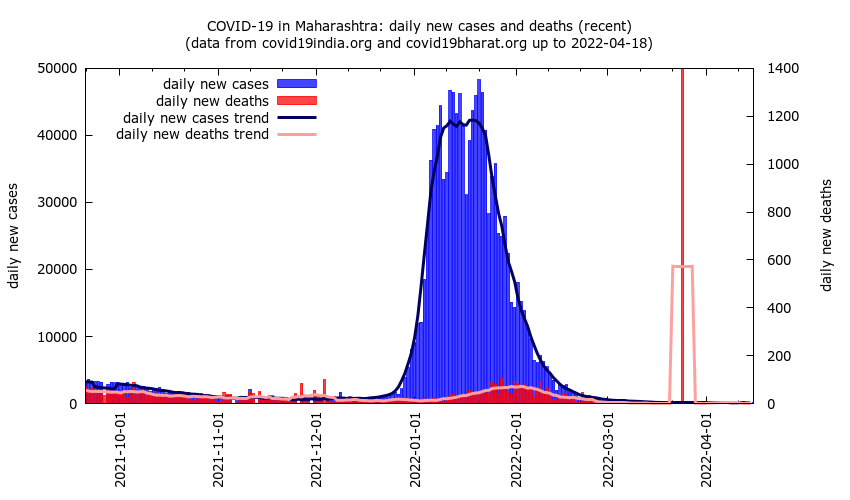 COVID-19 in Maharashtra: daily new cases and deaths (recent)
(data from covid19india.org and covid19bharat.org up to 2022-04-18)
daily new cases
daily new deaths
daily new cases trend
daily new deaths trend
50000
40000
30000
20000
10000
0
daily new cases
1400
1200
1000
800
600
400
200
0
daily new deaths
2021-10-01
2021-11-01
2021-12-01
2022-01-01
2022-02-01
2022-03-01
2022-04-01